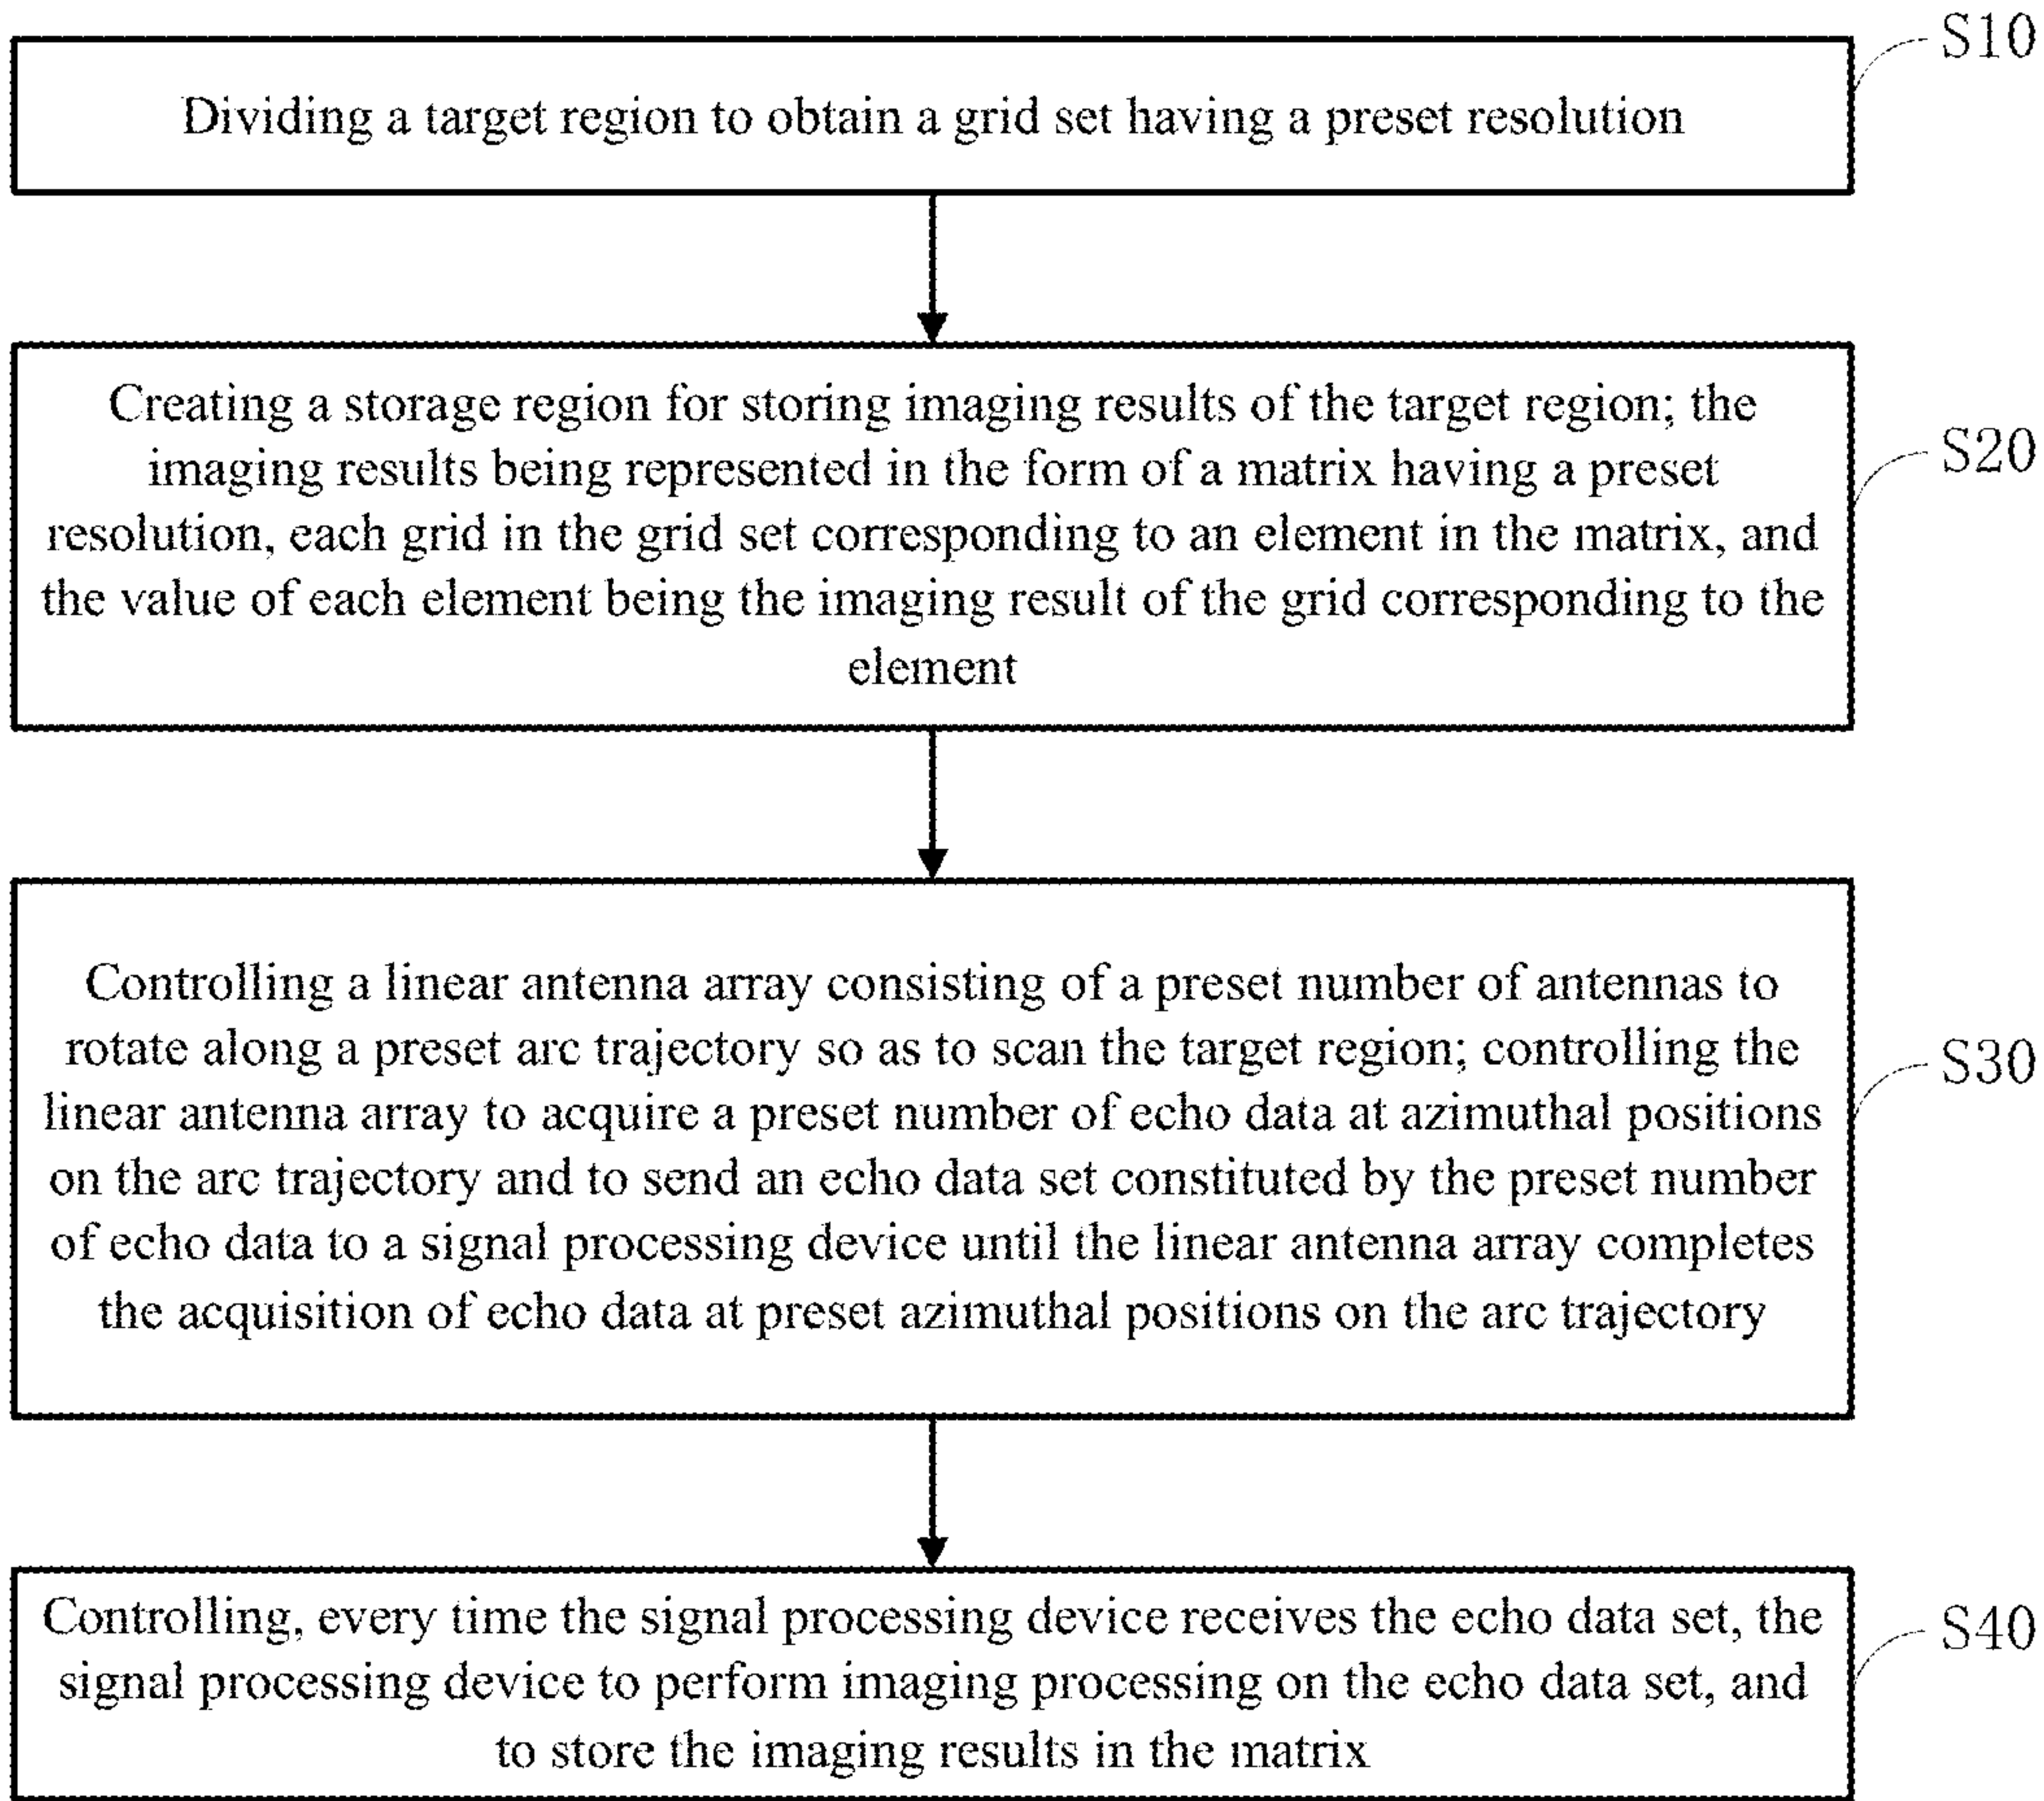 S10
Dividing a target region to obtain a grid set having a preset resolution
Creating a storage region for storing imaging results of the target region; the
imaging results being represented in the form of a matrix having a preset
resolution, each grid in the grid set corresponding to an element in the matrix, and
the value of each element being the imaging result of the grid corresponding to the
element
S20
Controlling a linear antenna array consisting of a preset number of antennas to
rotate along a preset arc trajectory so as to scan the target region; controlling the
linear antenna array to acquire a preset number of echo data at azimuthal positions
on the arc trajectory and to send an echo data set constituted by the preset number
of echo data to a signal processing device until the linear antenna array completes
the acquisition of echo data at preset azimuthal positions on the arc trajectory
S30
Controlling, every time the signal processing device receives the echo data set, the
signal processing device to perform imaging processing on the echo data set, and
to store the imaging results in the matrix
S40